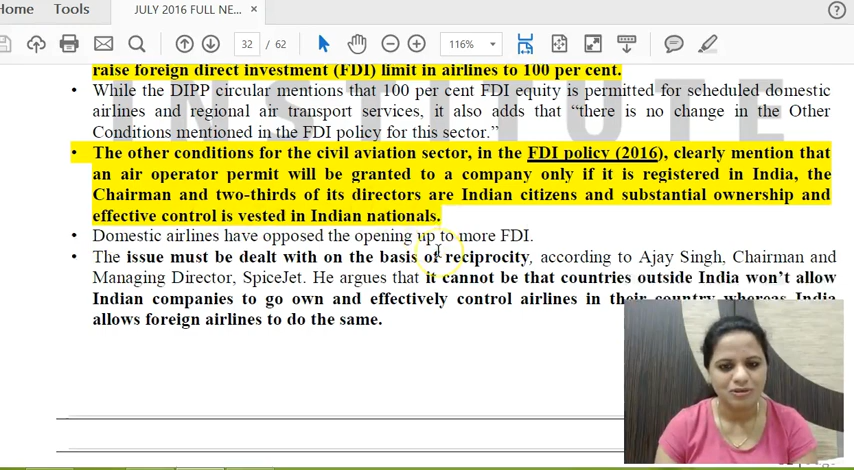 Home Tools
JULY 2016 FULL NE... ×
32 / 62 116%
raise foreign direct investment (FDI) limit in airlines to 100 per cent.
• While the DIPP circular mentions that 100 per cent FDI equity is permitted for scheduled domestic
airlines and regional air transport services, it also adds that “there is no change in the Other
Conditions mentioned in the FDI policy for this sector.”
INSTITUTE
• The other conditions for the civil aviation sector, in the FDI policy (2016), clearly mention that
an air operator permit will be granted to a company only if it is registered in India, the
Chairman and two-thirds of its directors are Indian citizens and substantial ownership and
effective control is vested in Indian nationals.
• Domestic airlines have opposed the opening up to more FDI.
• The issue must be dealt with on the basis of reciprocity, according to Ajay Singh, Chairman and
Managing Director, SpiceJet. He argues that it cannot be that countries outside India won’t allow
Indian companies to go own and effectively control airlines in their country whereas India
allows foreign airlines to do the same.